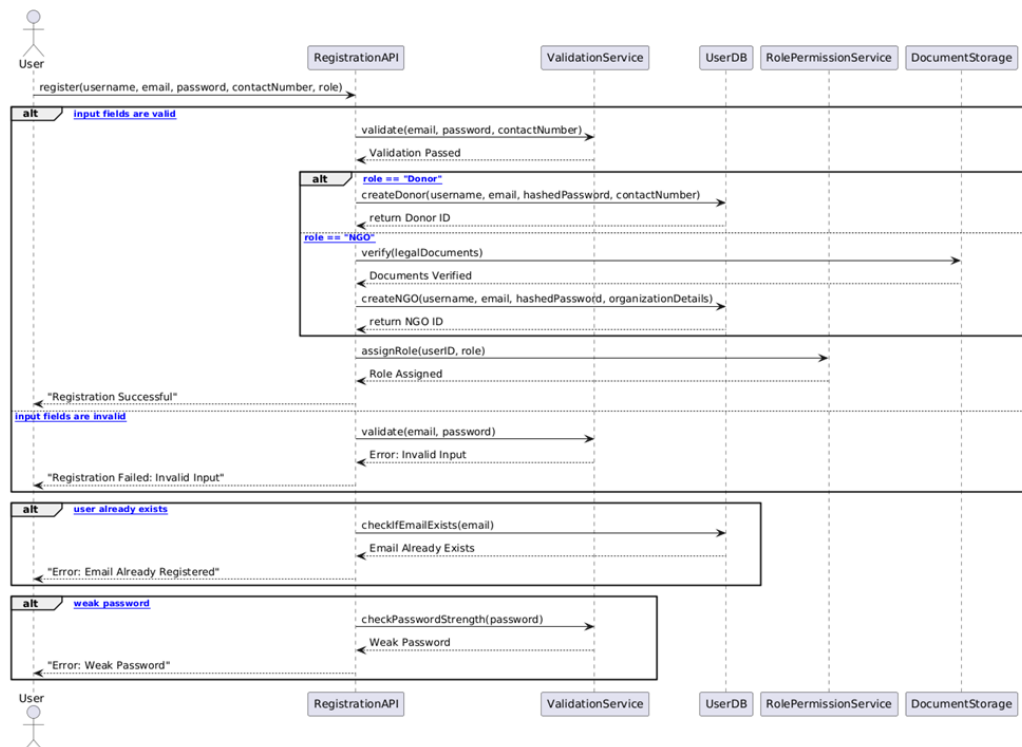 User
RegistrationAPI ValidationService UserDB RolePermissionService DocumentStorage
register(username, email, password, contactNumber, role)
alt input fields are valid
validate(email, password, contactNumber)
Validation Passed
alt role == "Donor"
createDonor(username, email, hashedPassword, contactNumber)
return Donor ID
role == "NGO"
verify(legalDocuments)
Documents Verified
createNGO(username, email, hashedPassword, organizationDetails)
return NGO ID
assignRole(userID, role)
Role Assigned
"Registration Successful"
input fields are invalid
validate(email, password)
Error: Invalid Input
"Registration Failed: Invalid Input"
alt user already exists
checkIfEmailExists(email)
Email Already Exists
"Error: Email Already Registered"
alt weak password
checkPasswordStrength(password)
Weak Password
"Error: Weak Password"
User
RegistrationAPI ValidationService UserDB RolePermissionService DocumentStorage